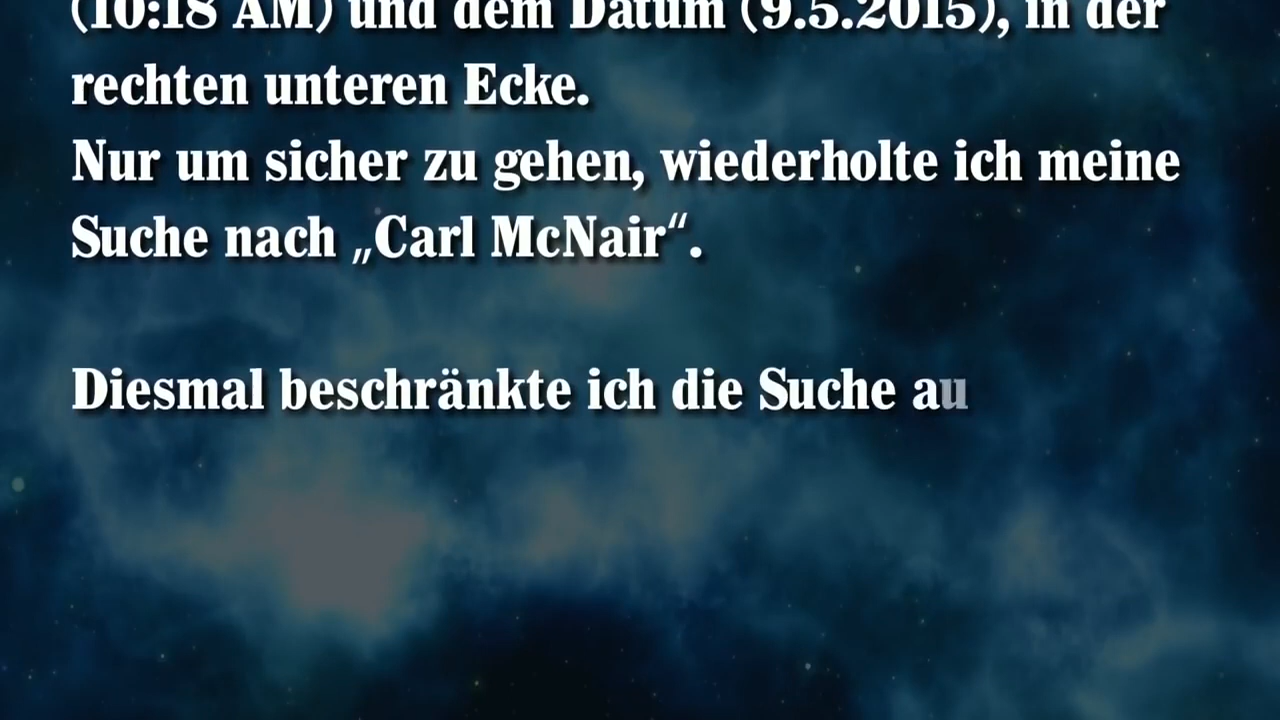 (10:18 AM) und dem Datum (9.5.2015), in der
rechten unteren Ecke.
Nur um sicher zu gehen, wiederholte ich meine
Suche nach „Carl McNair“.
Diesmal beschränkte ich die Suche au